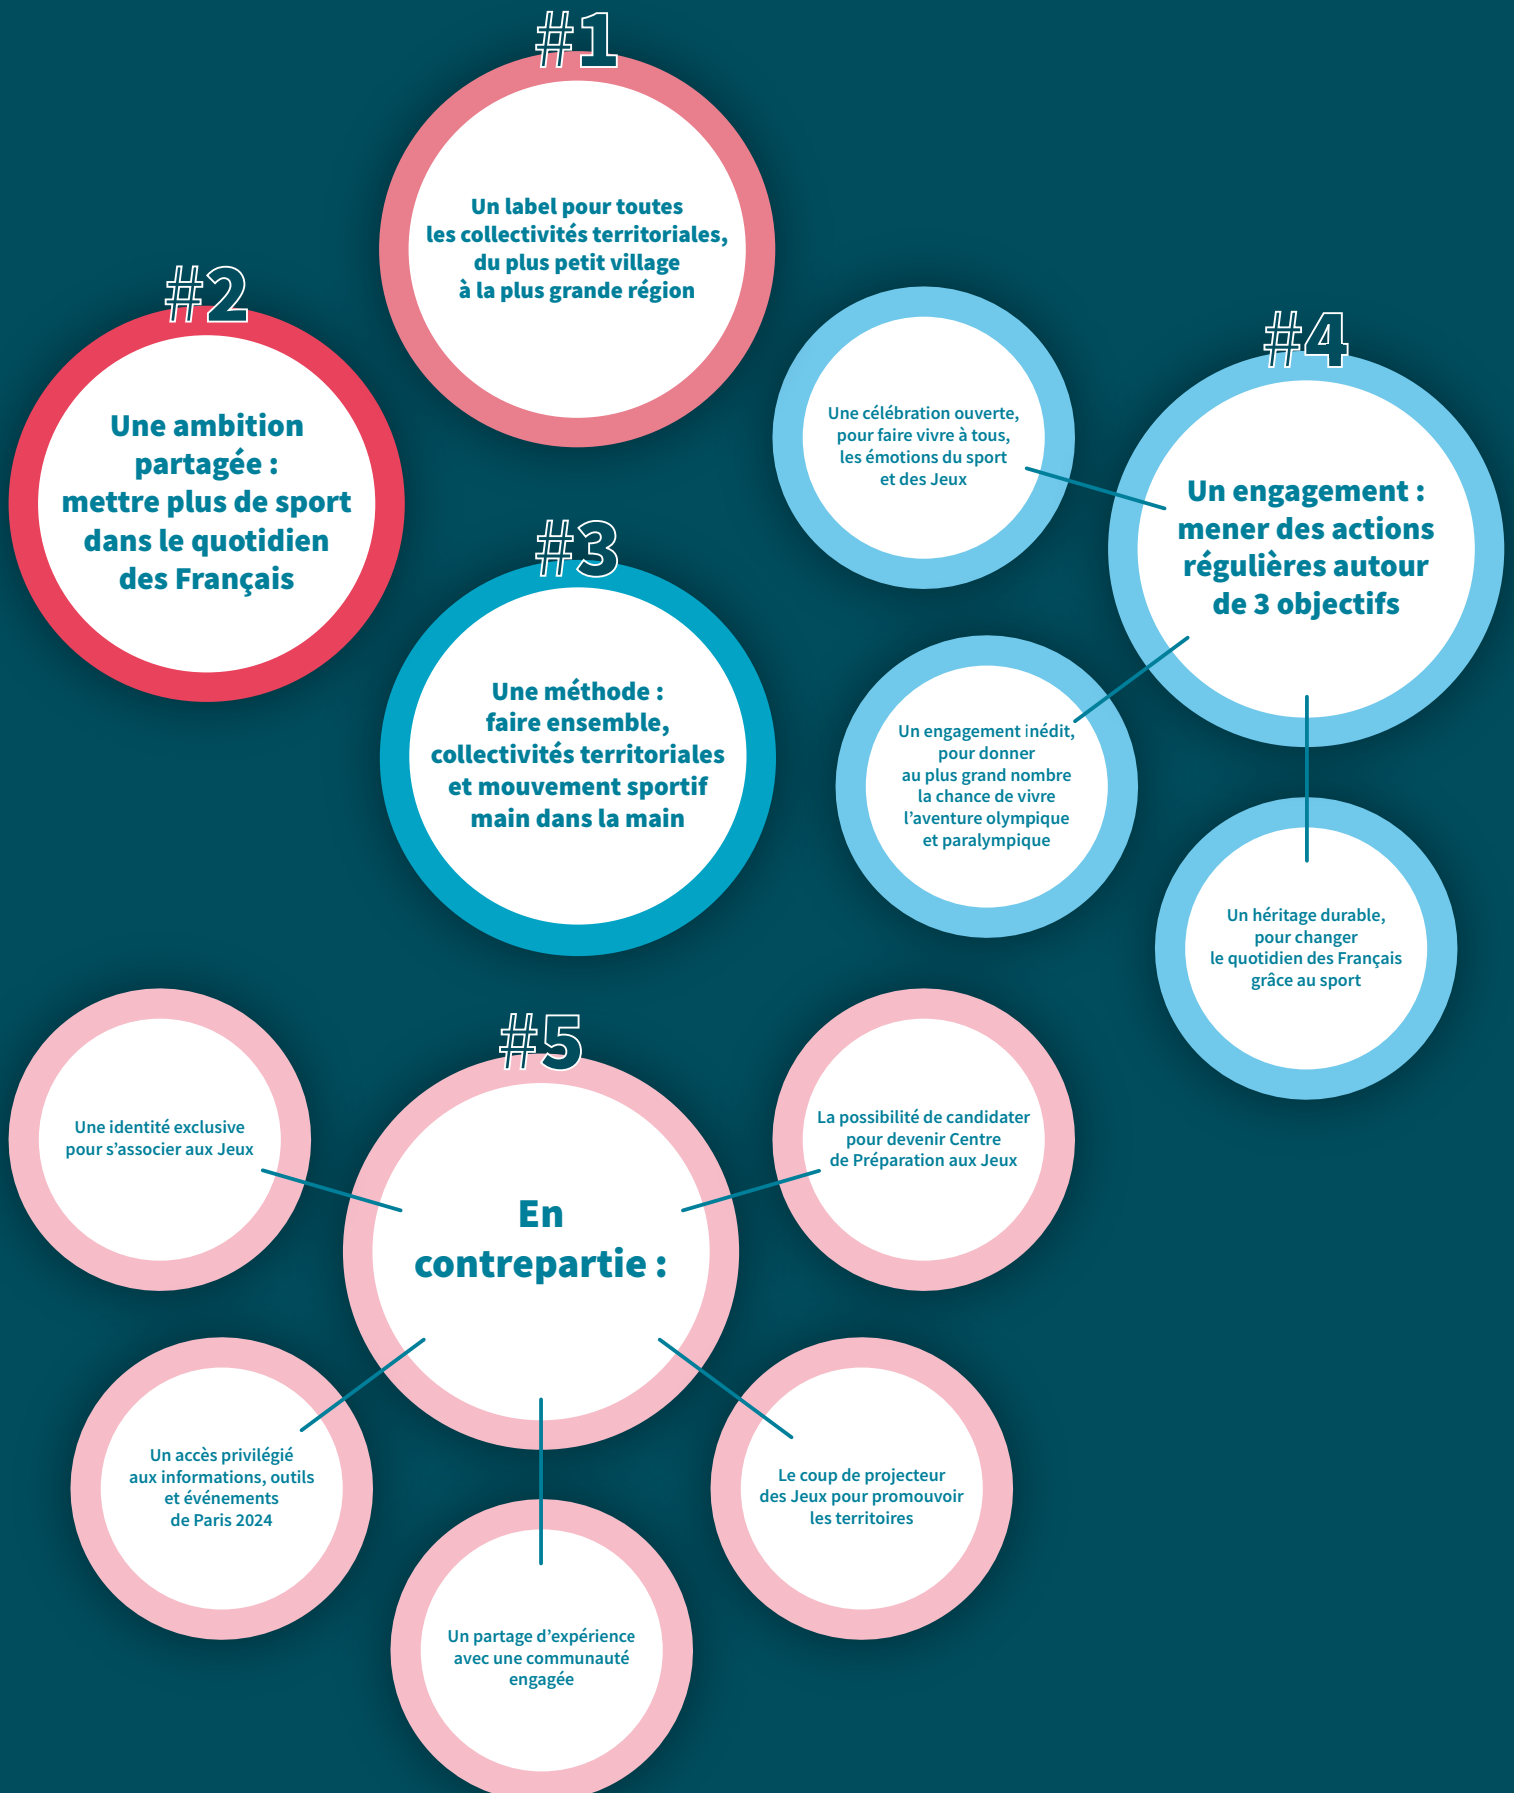 #1
Un label pour toutes
les collectivités territoriales,
du plus petit village
à la plus grande région
#2
Une ambition
partagée :
mettre plus de sport
dans le quotidien
des Français
#3
Une méthode :
faire ensemble,
collectivités territoriales
et mouvement sportif
main dans la main
#4
Un engagement :
mener des actions
régulières autour
de 3 objectifs
Une célébration ouverte,
pour faire vivre à tous,
les émotions du sport
et des Jeux
Un engagement inédit,
pour donner
au plus grand nombre
la chance de vivre
l’aventure olympique
et paralympique
Un héritage durable,
pour changer
le quotidien des Français
grâce au sport
#5
En
contrepartie :
Une identité exclusive
pour s’associer aux Jeux
Un accès privilégié
aux informations, outils
et événements
de Paris 2024
Un partage d’expérience
avec une communauté
engagée
Le coup de projecteur
des Jeux pour promouvoir
les territoires
La possibilité de candidater
pour devenir Centre
de Préparation aux Jeux